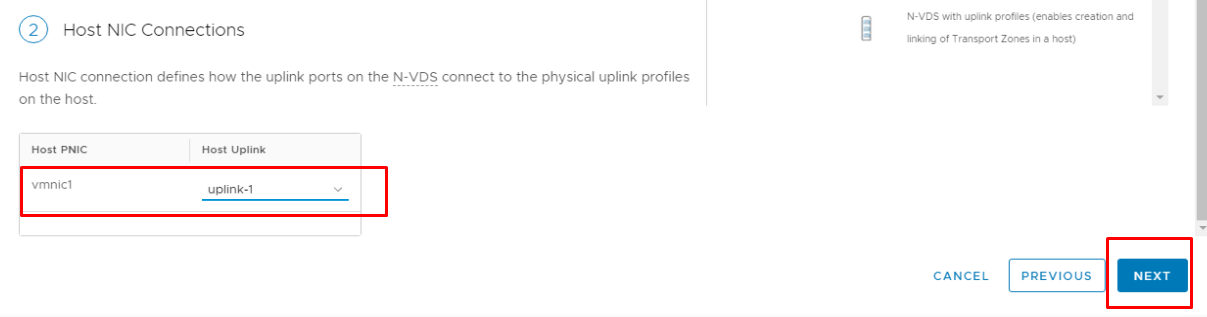 2 Host NIC Connections
Host NIC connection defines how the uplink ports on the N-VDS connect to the physical uplink profiles
on the host.
N-VDS with uplink profiles (enables creation and
linking of Transport Zones in a host)
Host PNIC Host Uplink
vmnic1 uplink-1
CANCEL PREVIOUS NEXT